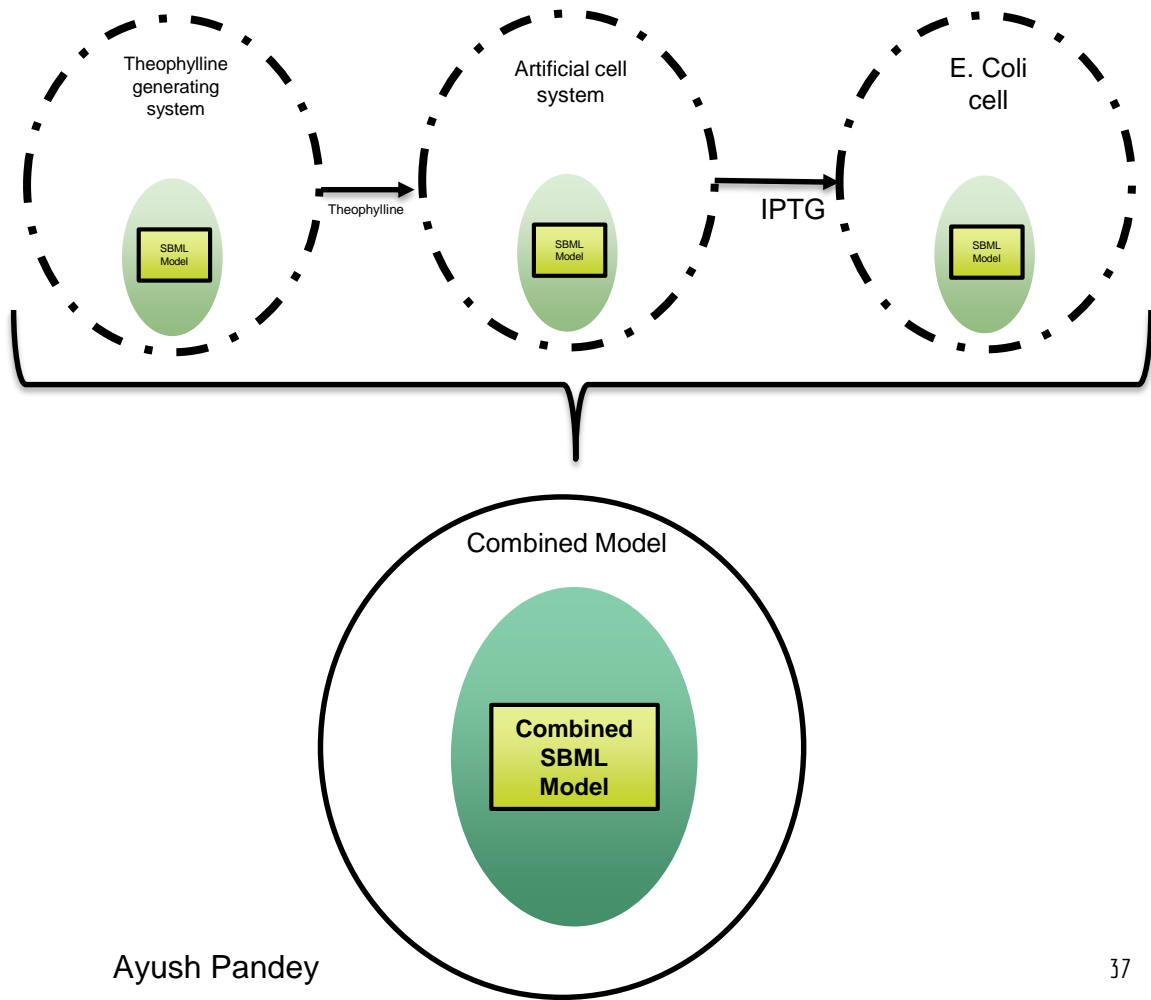 Theophylline
generating
system
Artificial cell
system
E. Coli
cell
Theophylline
IPTG
SBML
Model
SBML
Model
SBML
Model
Combined Model
Combined
SBML
Model
Ayush Pandey
37